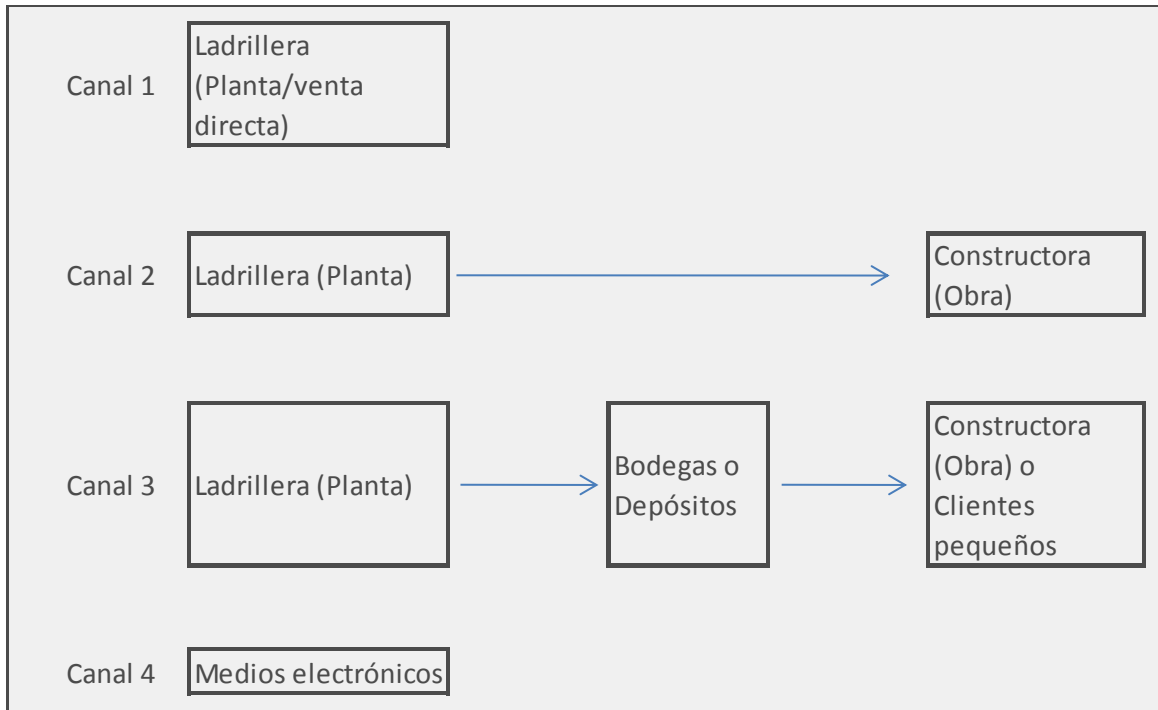 Canal 1
Ladrillera
(Planta/venta
directa)
Canal 2
Ladrillera (Planta)
Constructora
(Obra)
Canal 3
Ladrillera (Planta)
Bodegas o
Depósitos
Constructora
(Obra) o
Clientes
pequeños
Canal 4
Medios electrónicos